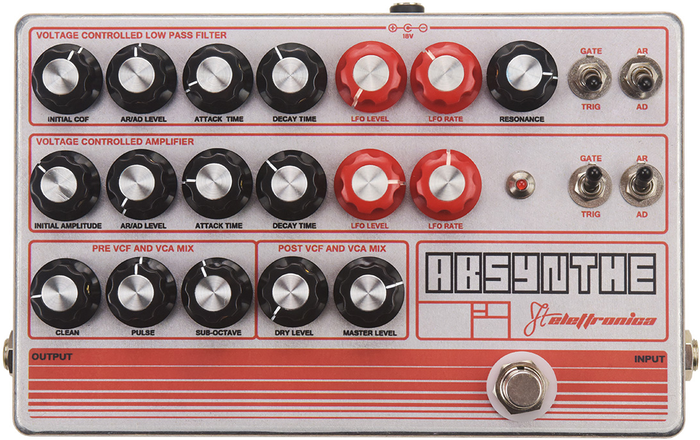 VOLTAGE CONTROLLED LOW PASS FILTER
18V
GATE
AR
INITIAL COF
AR/AD LEVEL
ATTACK TIME
DECAY TIME
LFO LEVEL
LFO RATE
RESONANCE
TRIG
AD
VOLTAGE CONTROLLED AMPLIFIER
GATE
AR
INITIAL AMPLITUDE
AR/AD LEVEL
ATTACK TIME
DECAY TIME
LFO LEVEL
LFO RATE
TRIG
AD
PRE VCF AND VCA MIX
POST VCF AND VCA MIX
ABSYNTHE
CLEAN
PULSE
SUB-OCTAVE
DRY LEVEL
MASTER LEVEL
elettronica
OUTPUT
INPUT